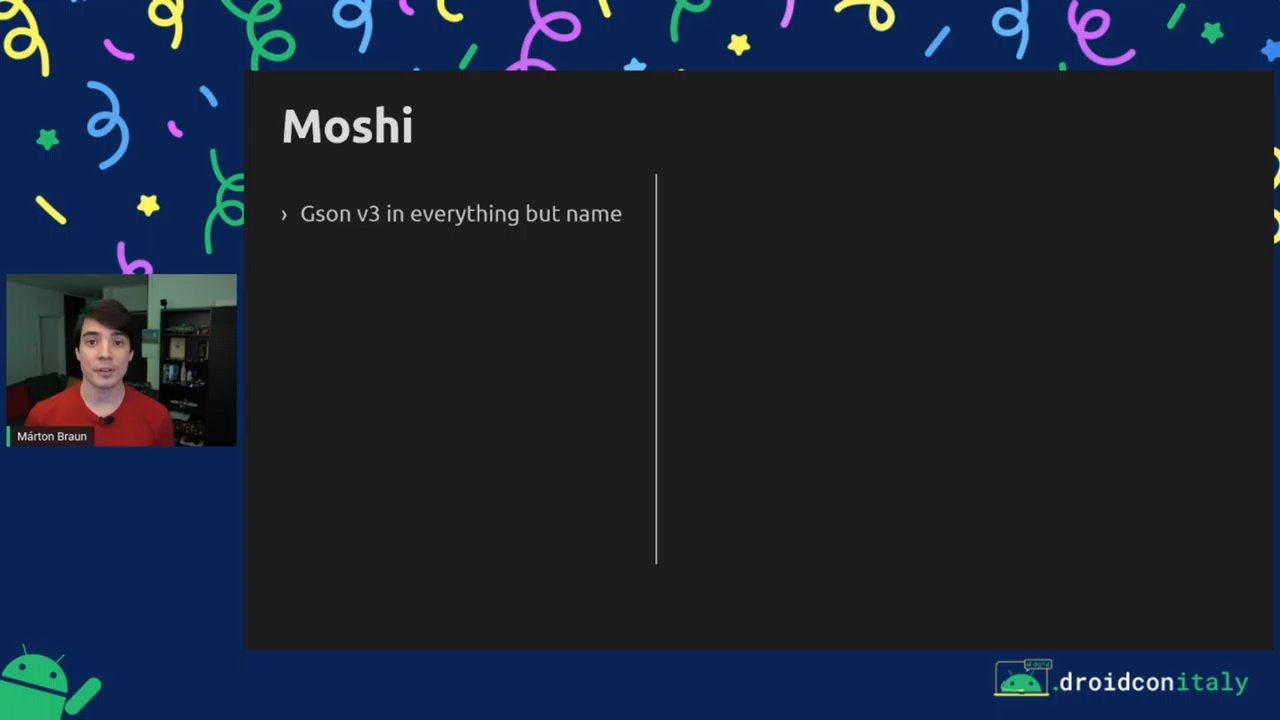 Moshi
› Gson v3 in everything but name
Márton Braun
.droidconitaly